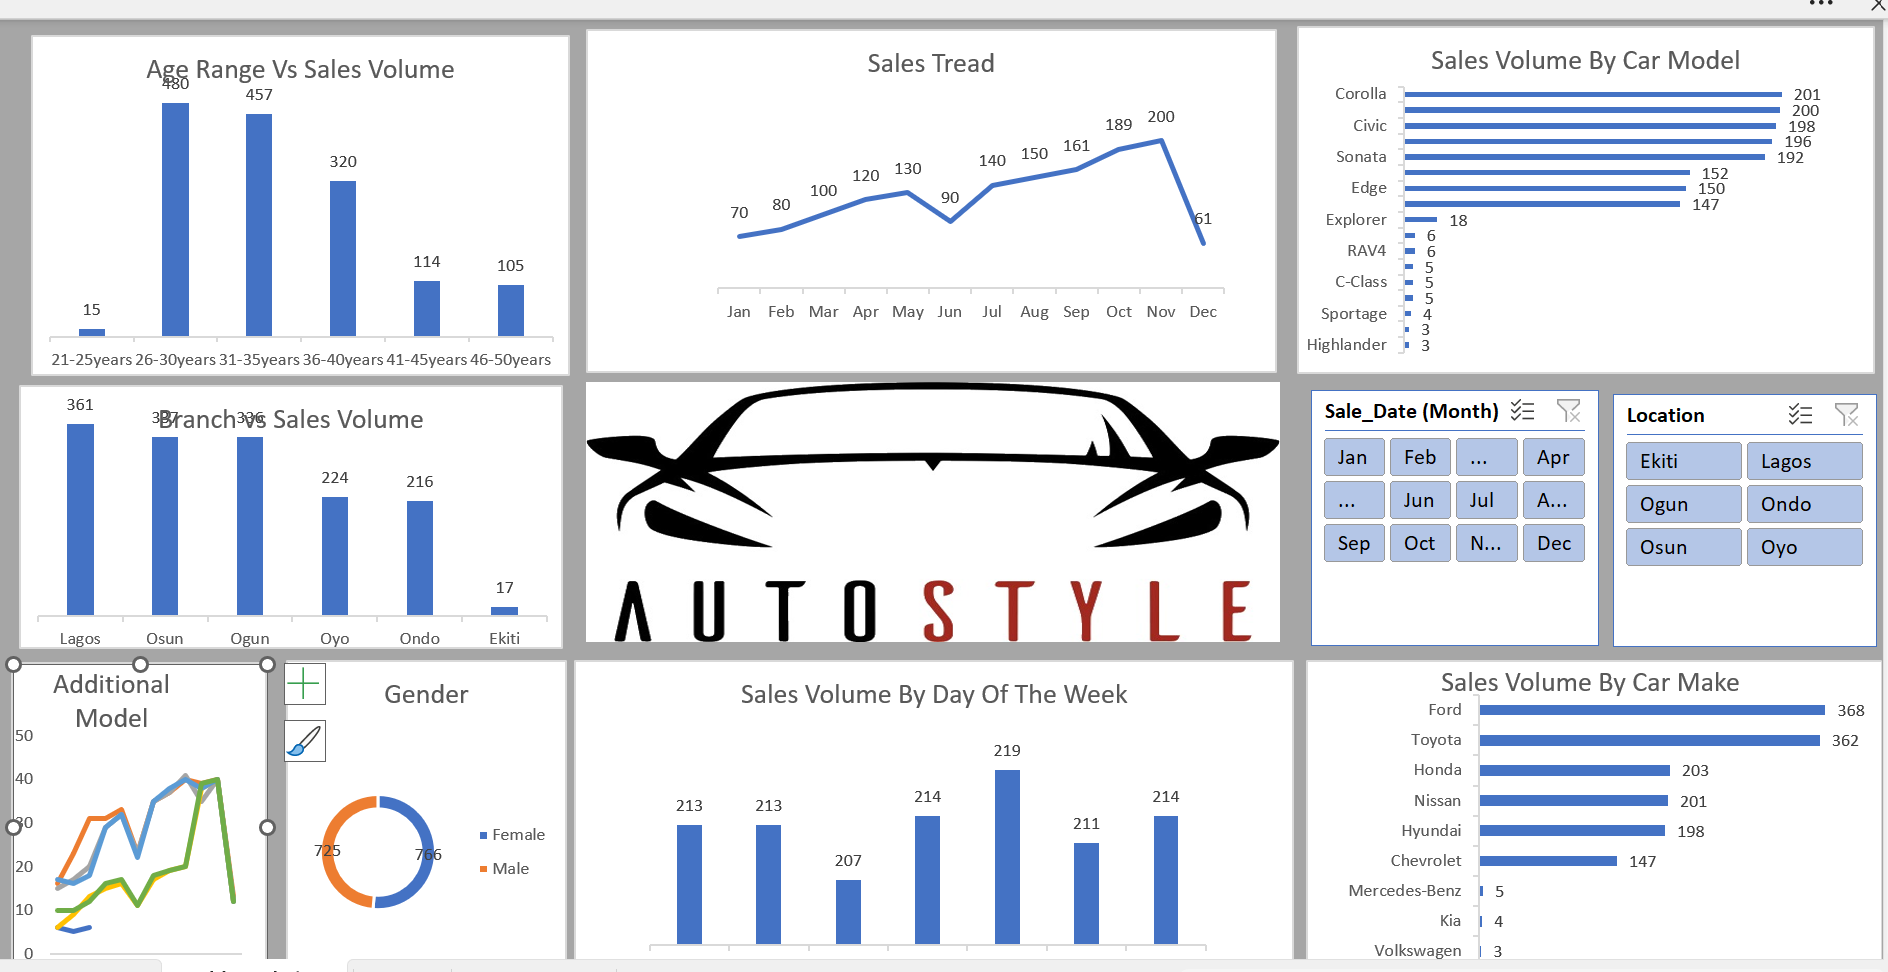 Age Range Vs Sales Volume
480
457
320
114
105
15
21-25years 26-30years 31-35years 36-40years 41-45years 46-50years
Sales Tread
70 80 100 120 130 90 140 150 161 189 200 61
Jan Feb Mar Apr May Jun Jul Aug Sep Oct Nov Dec
Sales Volume By Car Model
Corolla 201
200
Civic 198
196
Sonata 192
152
Edge 150
147
Explorer 18
6
RAV4 6
5
C-Class 5
5
Sportage 4
3
Highlander 3
Branch vs Sales Volume
361 337 336 224 216 17
Lagos Osun Ogun Oyo Ondo Ekiti
AUTOSTYLE
Sale_Date (Month)
Jan Feb ... Apr
... Jun Jul A...
Sep Oct N... Dec
Location
Ekiti Lagos
Ogun Ondo
Osun Oyo
Additional
Model
50
40
30
20
10
0
Gender
725 766
Female
Male
Sales Volume By Day Of The Week
213 213 207 214 219 211 214
Sales Volume By Car Make
Ford 368
Toyota 362
Honda 203
Nissan 201
Hyundai 198
Chevrolet 147
Mercedes-Benz 5
Kia 4
Volkswagen 3